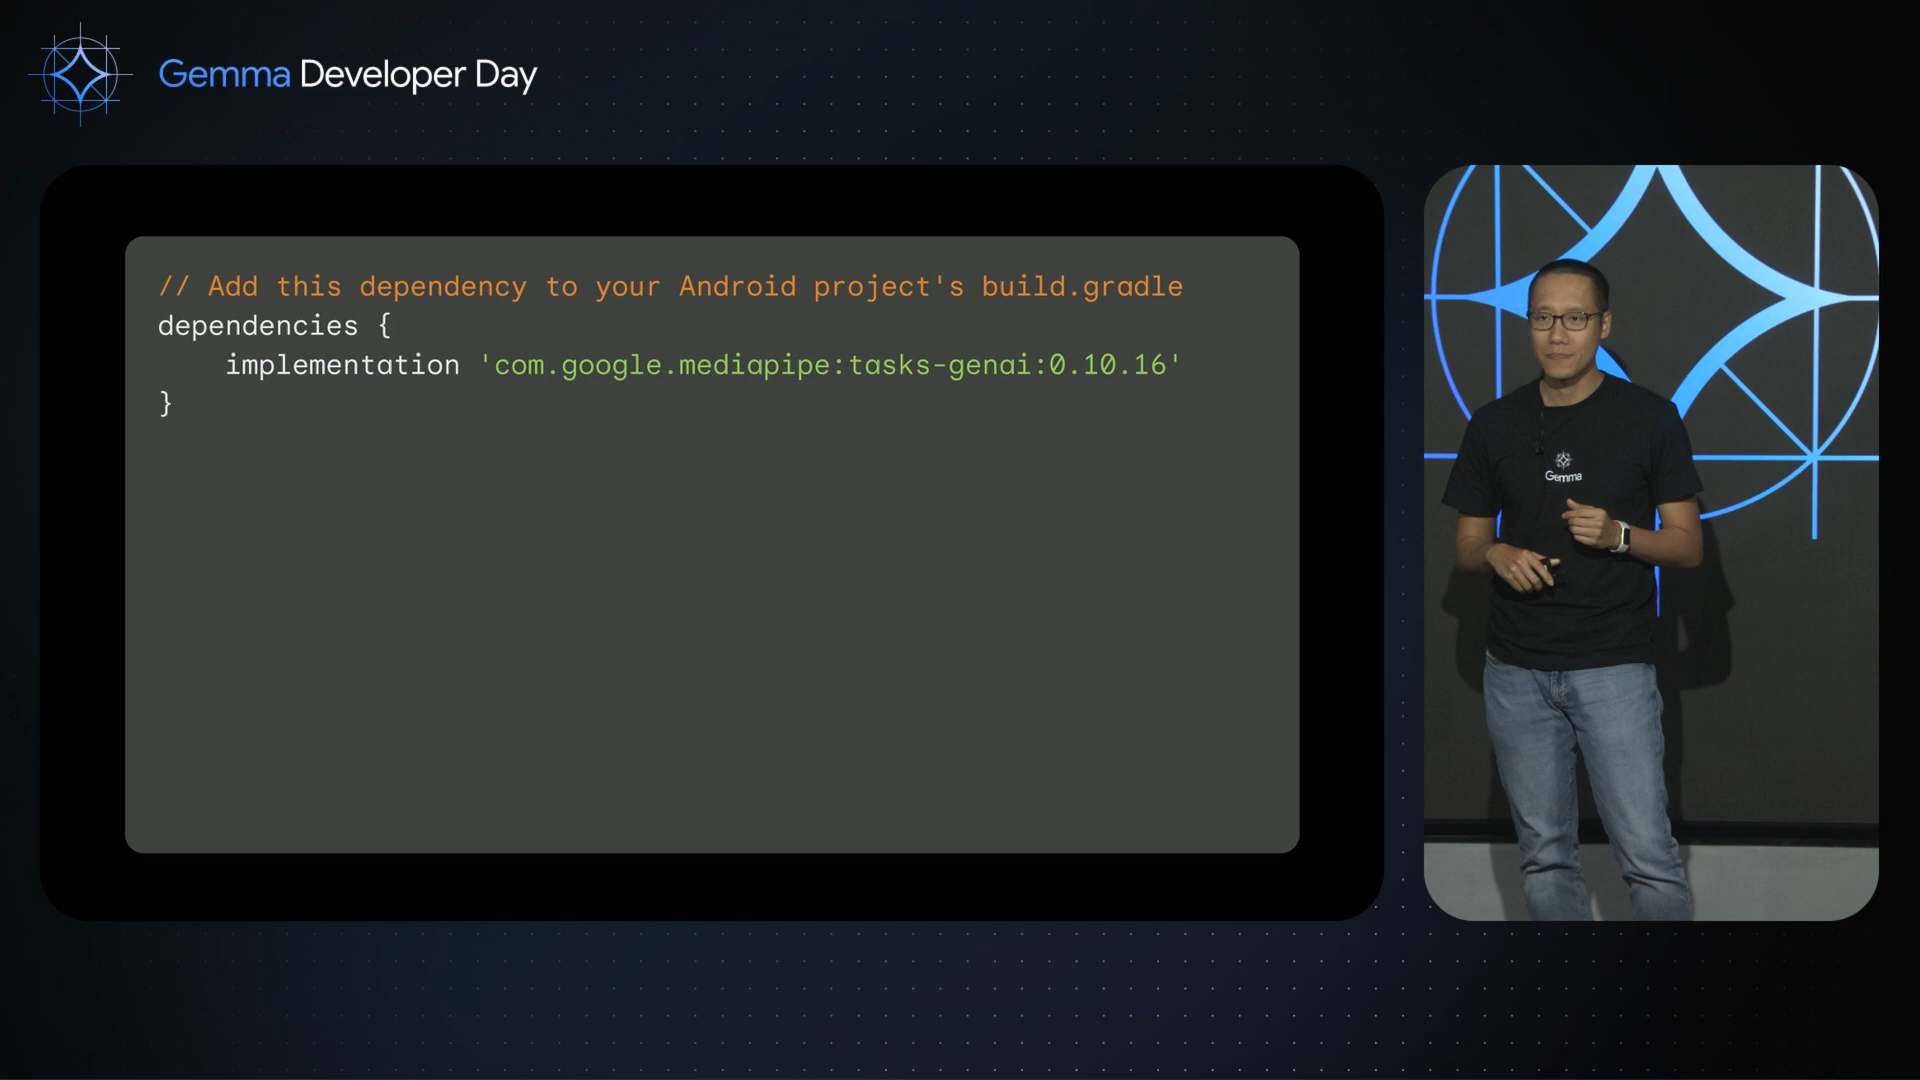 Gemma Developer Day
// Add this dependency to your Android project's build.gradle
dependencies {
    implementation 'com.google.mediapipe:tasks-genai:0.10.16'
}
Gemma